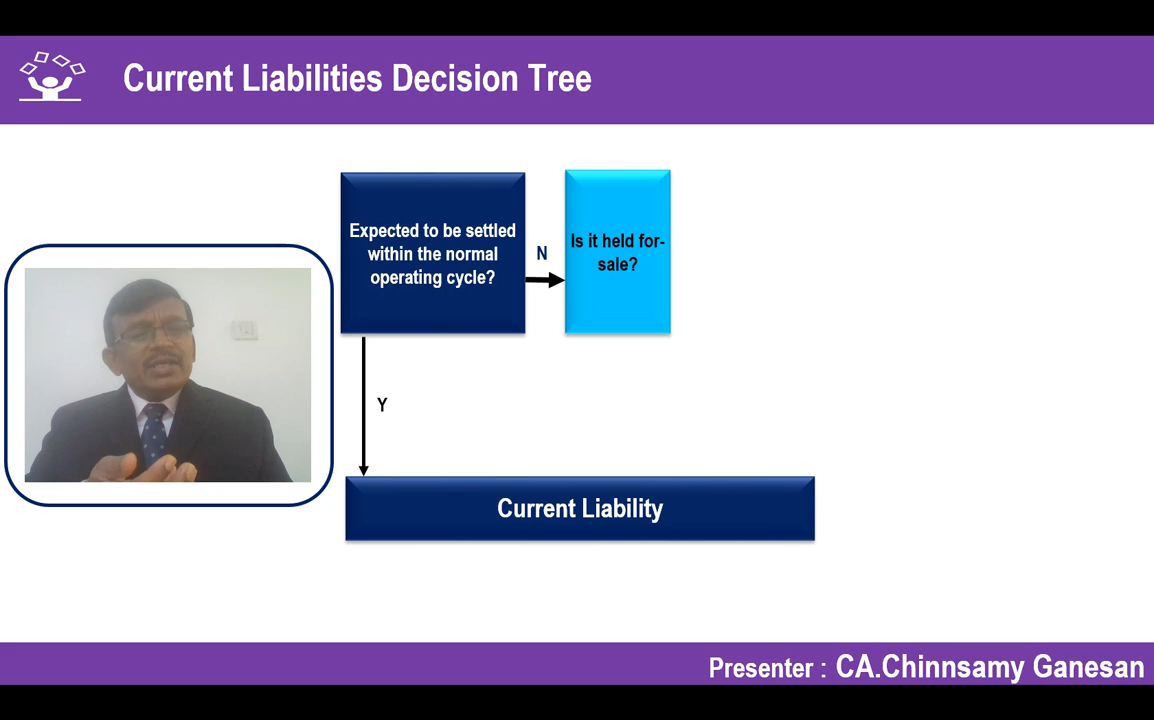 Current Liabilities Decision Tree
Expected to be settled
within the normal
operating cycle?
N
Is it held for-
sale?
Y
Current Liability
Presenter : CA.Chinnsamy Ganesan